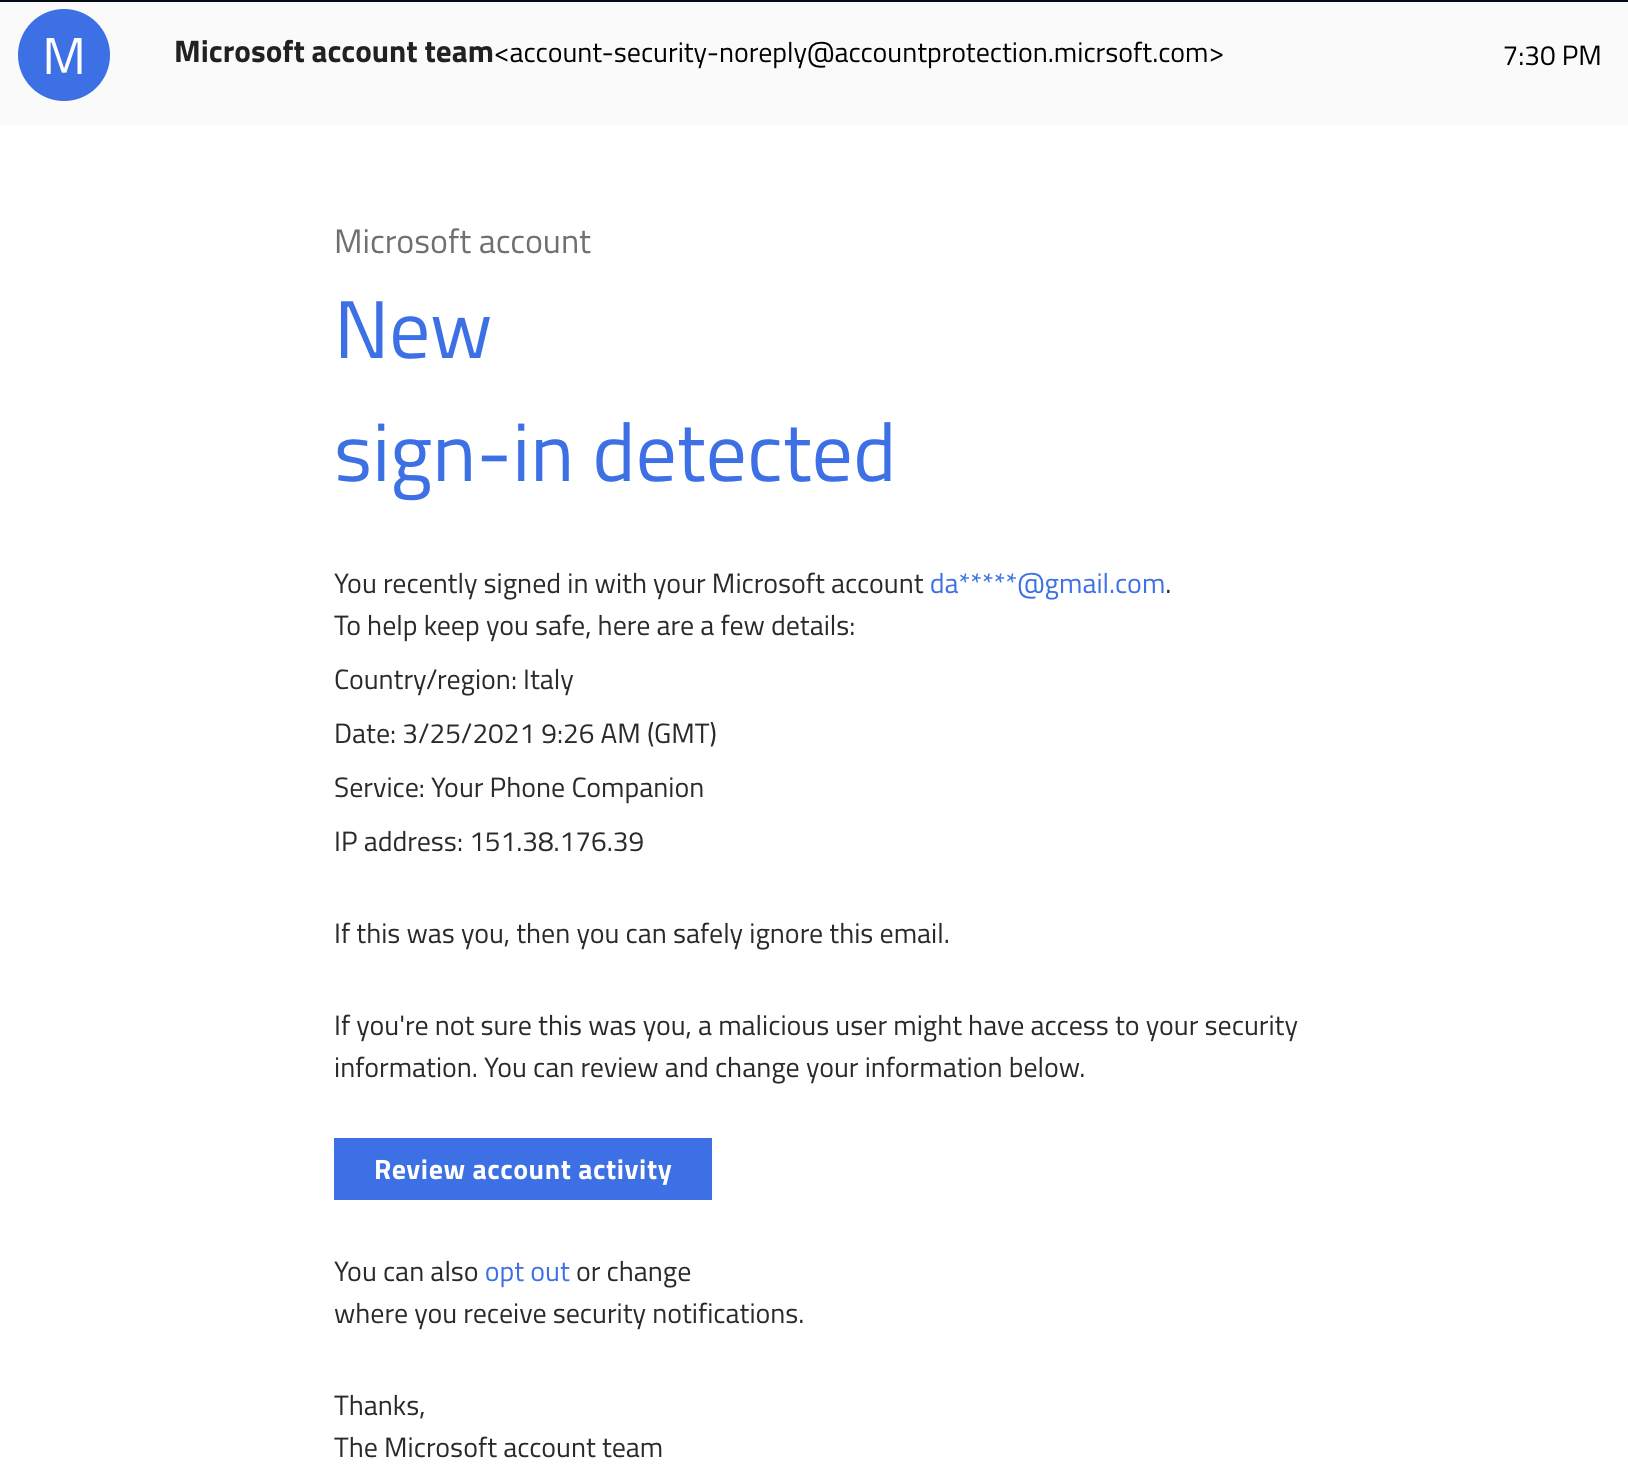 M
Microsoft account team<account-security-noreply@accountprotection.micrsoft.com>
7:30 PM
Microsoft account
New
sign-in detected
You recently signed in with your Microsoft account da*****@gmail.com.
To help keep you safe, here are a few details:
Country/region: Italy
Date: 3/25/2021 9:26 AM (GMT)
Service: Your Phone Companion
IP address: 151.38.176.39
If this was you, then you can safely ignore this email.
If you're not sure this was you, a malicious user might have access to your security
information. You can review and change your information below.
Review account activity
You can also opt out or change
where you receive security notifications.
Thanks,
The Microsoft account team